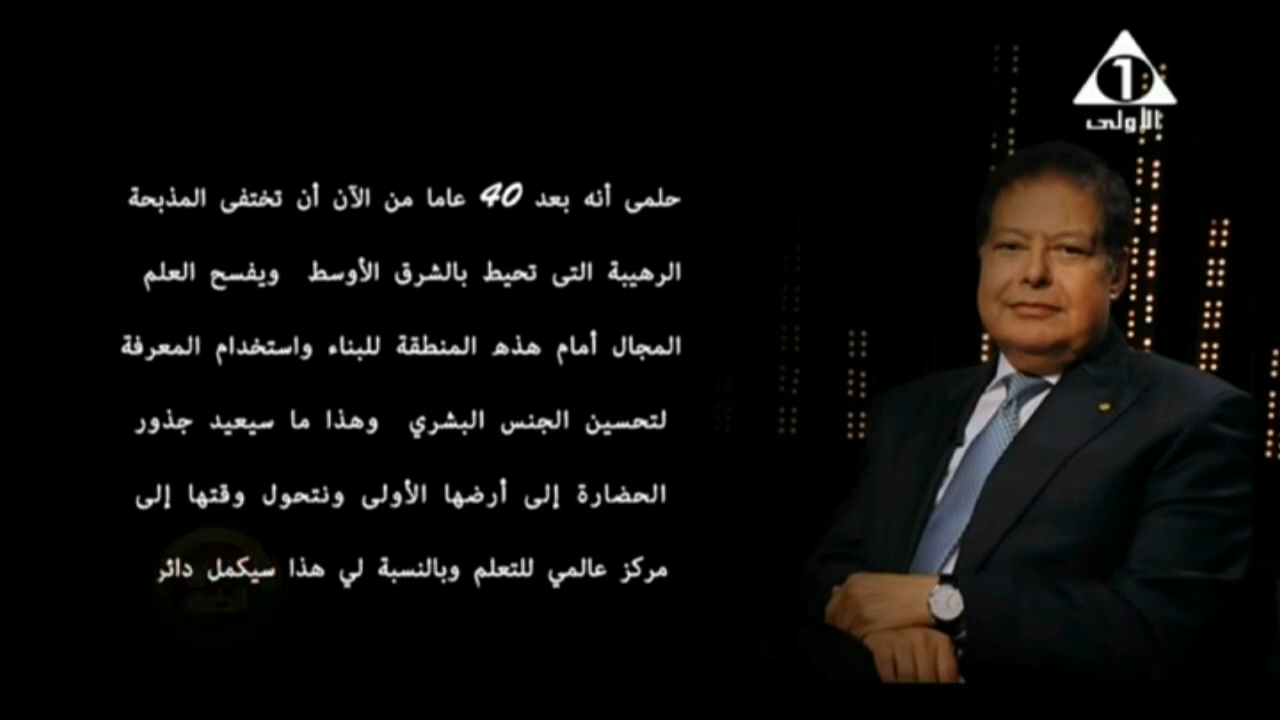 1
الأولى
حلمى أنه بعد 40 عاما من الآن أن تختفى المذبحة
الرهيبة التى تحيط بالشرق الأوسط ويفسح العلم
المجال أمام هذه المنطقة للبناء واستخدام المعرفة
لتحسين الجنس البشري وهذا ما سيعيد جذور
الحضارة إلى أرضها الأولى ونتحول وقتها إلى
مركز عالمي للتعلم وبالنسبة لي هذا سيكمل دائر